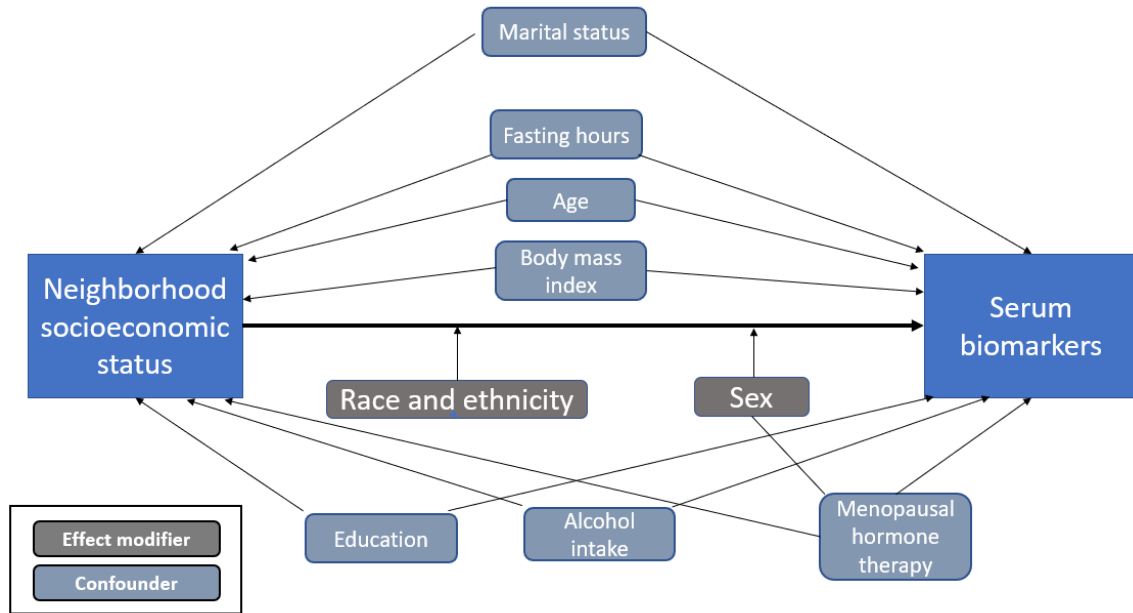 Marital status
Fasting hours
Age
Body mass
index
Neighborhood
socioeconomic
status
Serum
biomarkers
Race and ethnicity
Sex
Education
Alcohol
intake
Menopausal
hormone
therapy
Effect modifier
Confounder